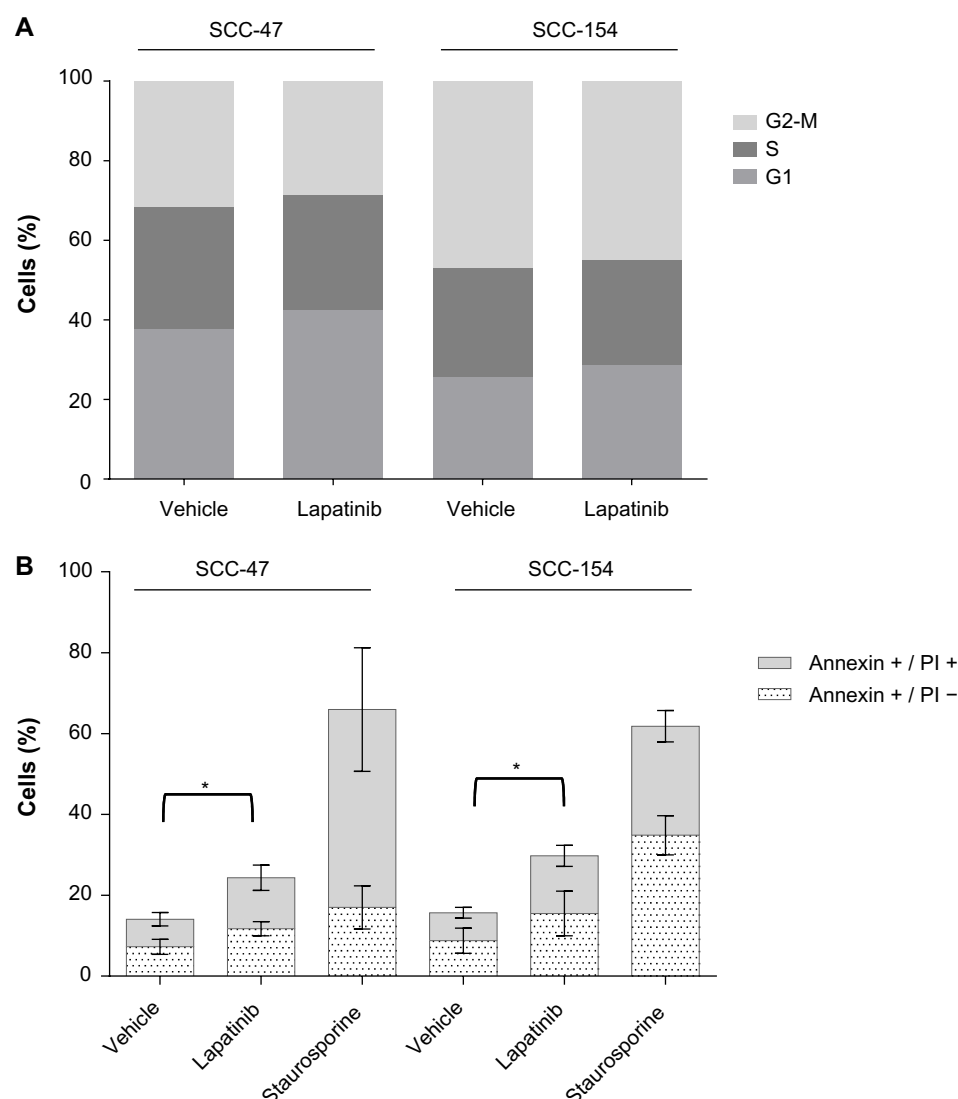 A
SCC-47 SCC-154
100
80
60
40
20
0
Cells (%)
G2-M
S
G1
Vehicle Lapatinib Vehicle Lapatinib
B
SCC-47 SCC-154
100
80
60
40
20
0
Cells (%)
* *
Annexin + / PI +
Annexin + / PI −
Vehicle Lapatinib Staurosporine Vehicle Lapatinib Staurosporine